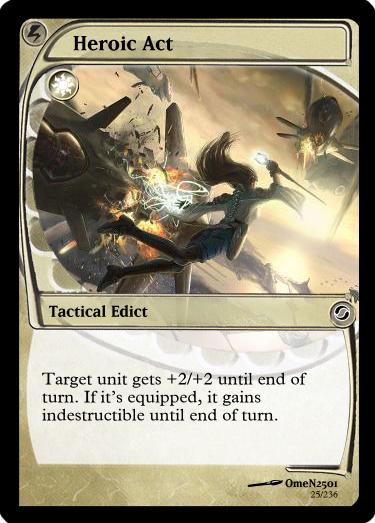 Heroic Act
Tactical Edict
Target unit gets +2/+2 until end of
turn. If it's equipped, it gains
indestructible until end of turn.
OmeN2501
25/236